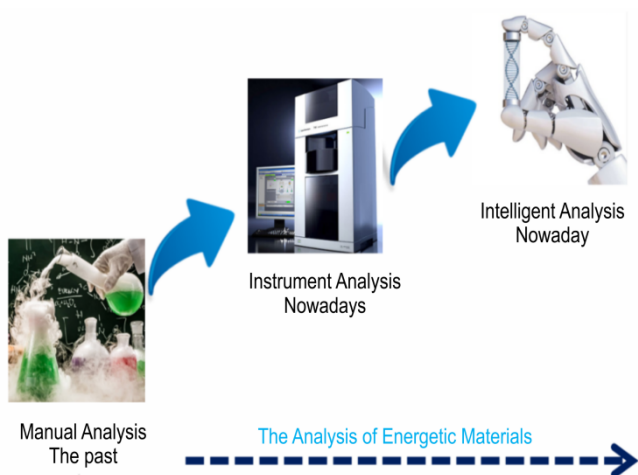 Intelligent Analysis
Nowaday
Instrument Analysis
Nowadays
Manual Analysis
The past
The Analysis of Energetic Materials